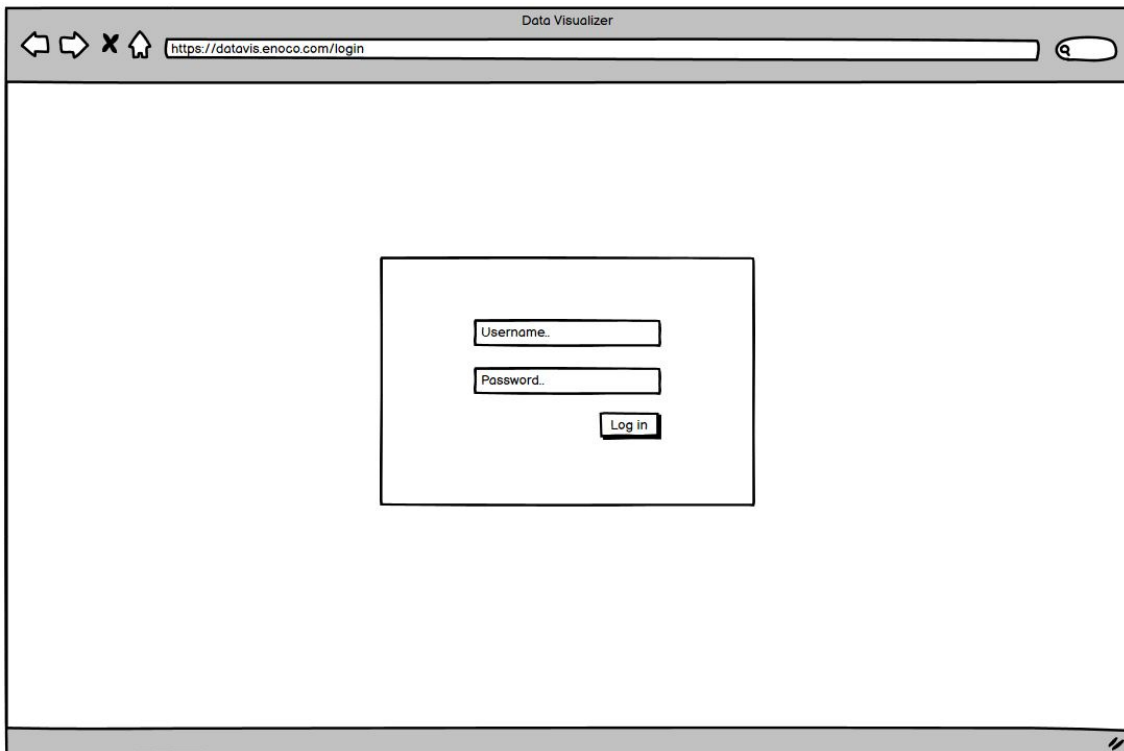 Data Visualizer
https://datavis.enoco.com/login
Username..
Password..
Log in